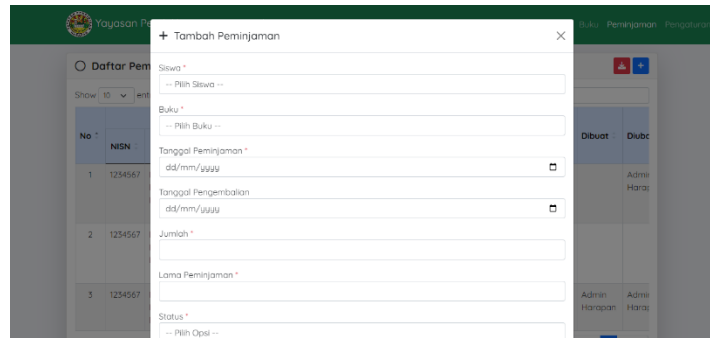 Yayasan Pe
Buku Peminjaman Pengaturan
+ Tambah Peminjaman
Daftar Pem
Siswa *
-- Pilih Siswa --
Show 10 ent
Buku *
-- Pilih Buku --
No
NISN
Dibuat
Diubc
Tanggal Peminjaman *
dd/mm/yyyy
1 1234567
Admin
Harap
Tanggal Pengembalian
dd/mm/yyyy
2 1234567
Jumlah *
Lama Peminjaman *
3 1234567
Admin Harapan
Admin
Harap
Status *
-- Pilih Opsi --